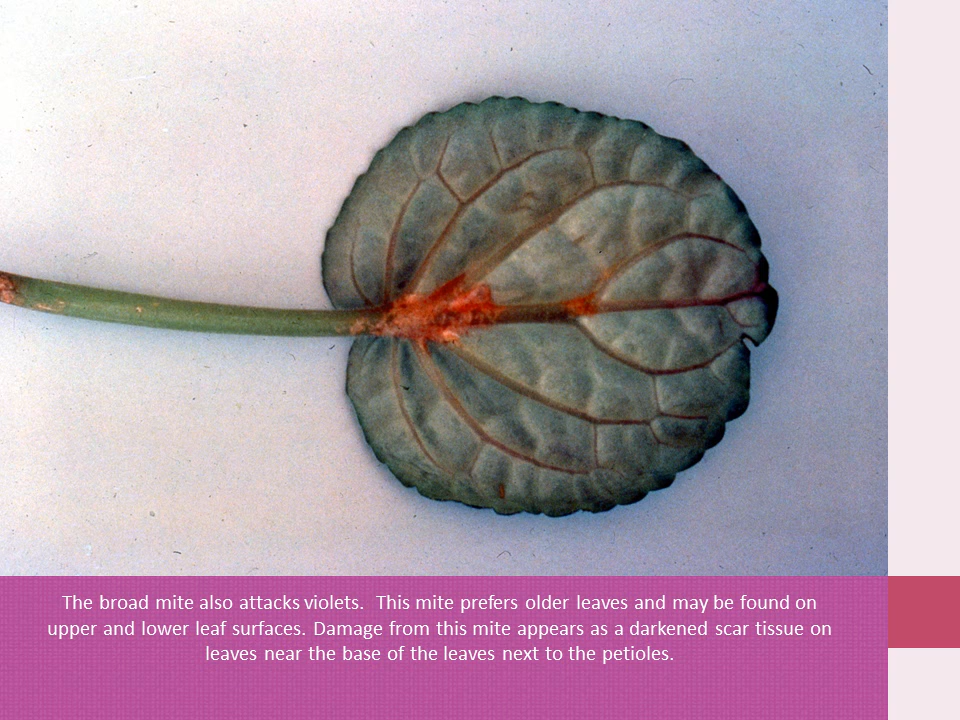 The broad mite also attacks violets.  This mite prefers older leaves and may be found on
upper and lower leaf surfaces. Damage from this mite appears as a darkened scar tissue on
leaves near the base of the leaves next to the petioles.